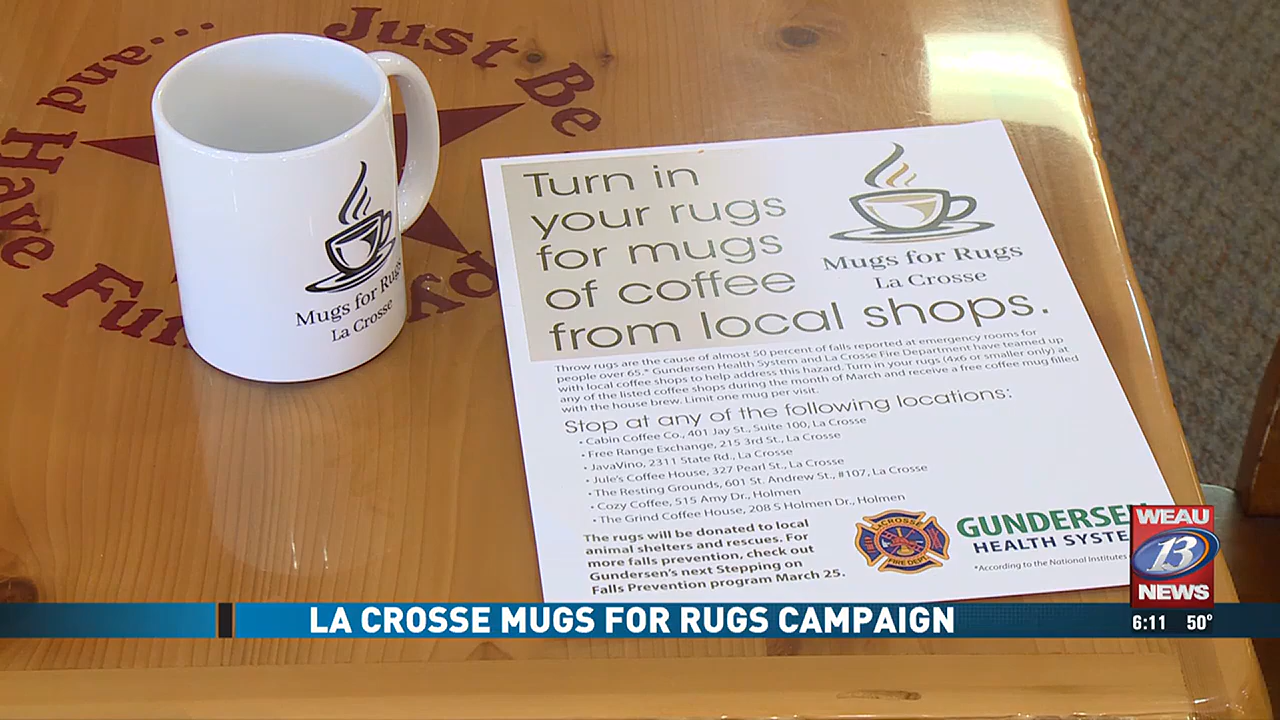 and...
Just Be
Have
Fun
Mugs for Rugs
La Crosse
Turn in
your rugs
for mugs
of coffee
from local shops.
Mugs for Rugs
La Crosse
Throw rugs are the cause of almost 50 percent of falls reported at emergency rooms for
people over 65.* Gundersen Health System and La Crosse Fire Department have teamed up
with local coffee shops to help address this hazard. Turn in your rugs (4x6 or smaller only) at
any of the listed coffee shops during the month of March and receive a free coffee mug filled
with the house brew. Limit one mug per visit.
Stop at any of the following locations:
• Cabin Coffee Co., 401 Jay St., Suite 100, La Crosse
• Free Range Exchange, 215 3rd St., La Crosse
• JavaVino, 2311 State Rd., La Crosse
• Jule's Coffee House, 327 Pearl St., La Crosse
• The Resting Grounds, 601 St. Andrew St., #107, La Crosse
• Cozy Coffee, 515 Amy Dr., Holmen
• The Grind Coffee House, 208 S Holmen Dr., Holmen
The rugs will be donated to local
animal shelters and rescues. For
more falls prevention, check out
Gundersen's next Stepping on
Falls Prevention program March 25.
LACROSSE
FIRE DEPT
GUNDERSEN
HEALTH SYSTE
*According to the National Institutes
WEAU
13
NEWS
LA CROSSE MUGS FOR RUGS CAMPAIGN
6:11 50°